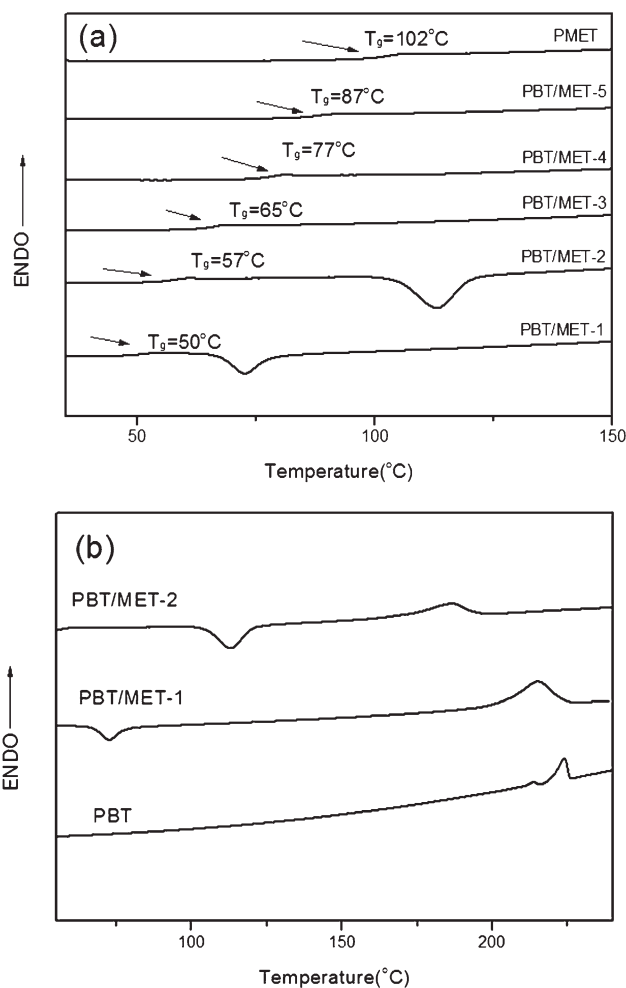 (a)
Tg=102°C PMET
Tg=87°C PBT/MET-5
Tg=77°C PBT/MET-4
Tg=65°C PBT/MET-3
Tg=57°C PBT/MET-2
Tg=50°C PBT/MET-1
ENDO
50 100 150
Temperature(°C)
(b)
PBT/MET-2
PBT/MET-1
PBT
ENDO
100 150 200
Temperature(°C)